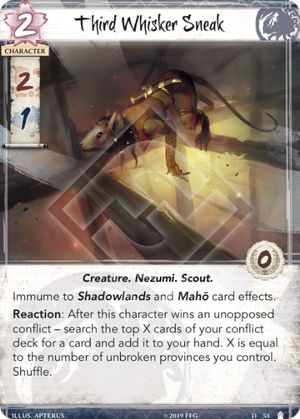 2
Third Whisker Sneak
CHARACTER
2
1
0
Creature. Nezumi. Scout.
Immune to Shadowlands and Mahō card effects.
Reaction: After this character wins an unopposed
conflict – search the top X cards of your conflict
deck for a card and add it to your hand. X is equal
to the number of unbroken provinces you control.
Shuffle.
ILLUS. APTERUS ©2019 FFG D 53